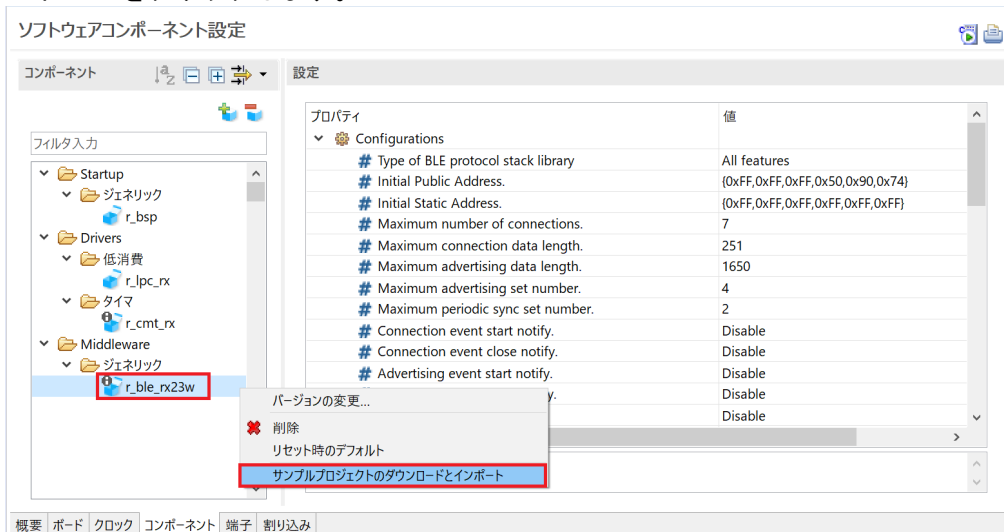 ソフトウェアコンポーネント設定
コンポーネント
設定
フィルタ入力
Startup
ジェネリック
r_bsp
Drivers
低消費
r_lpc_rx
タイマ
r_cmt_rx
Middleware
ジェネリック
r_ble_rx23w
プロパティ 値
Configurations
Type of BLE protocol stack library All features
Initial Public Address. {0xFF,0xFF,0xFF,0x50,0x90,0x74}
Initial Static Address. {0xFF,0xFF,0xFF,0xFF,0xFF,0xFF}
Maximum number of connections. 7
Maximum connection data length. 251
Maximum advertising data length. 1650
Maximum advertising set number. 4
Maximum periodic sync set number. 2
Connection event start notify. Disable
Connection event close notify. Disable
Advertising event start notify. Disable
y. Disable
Disable
バージョンの変更...
削除
リセット時のデフォルト
サンプルプロジェクトのダウンロードとインポート
概要 ボード クロック コンポーネント 端子 割り込み